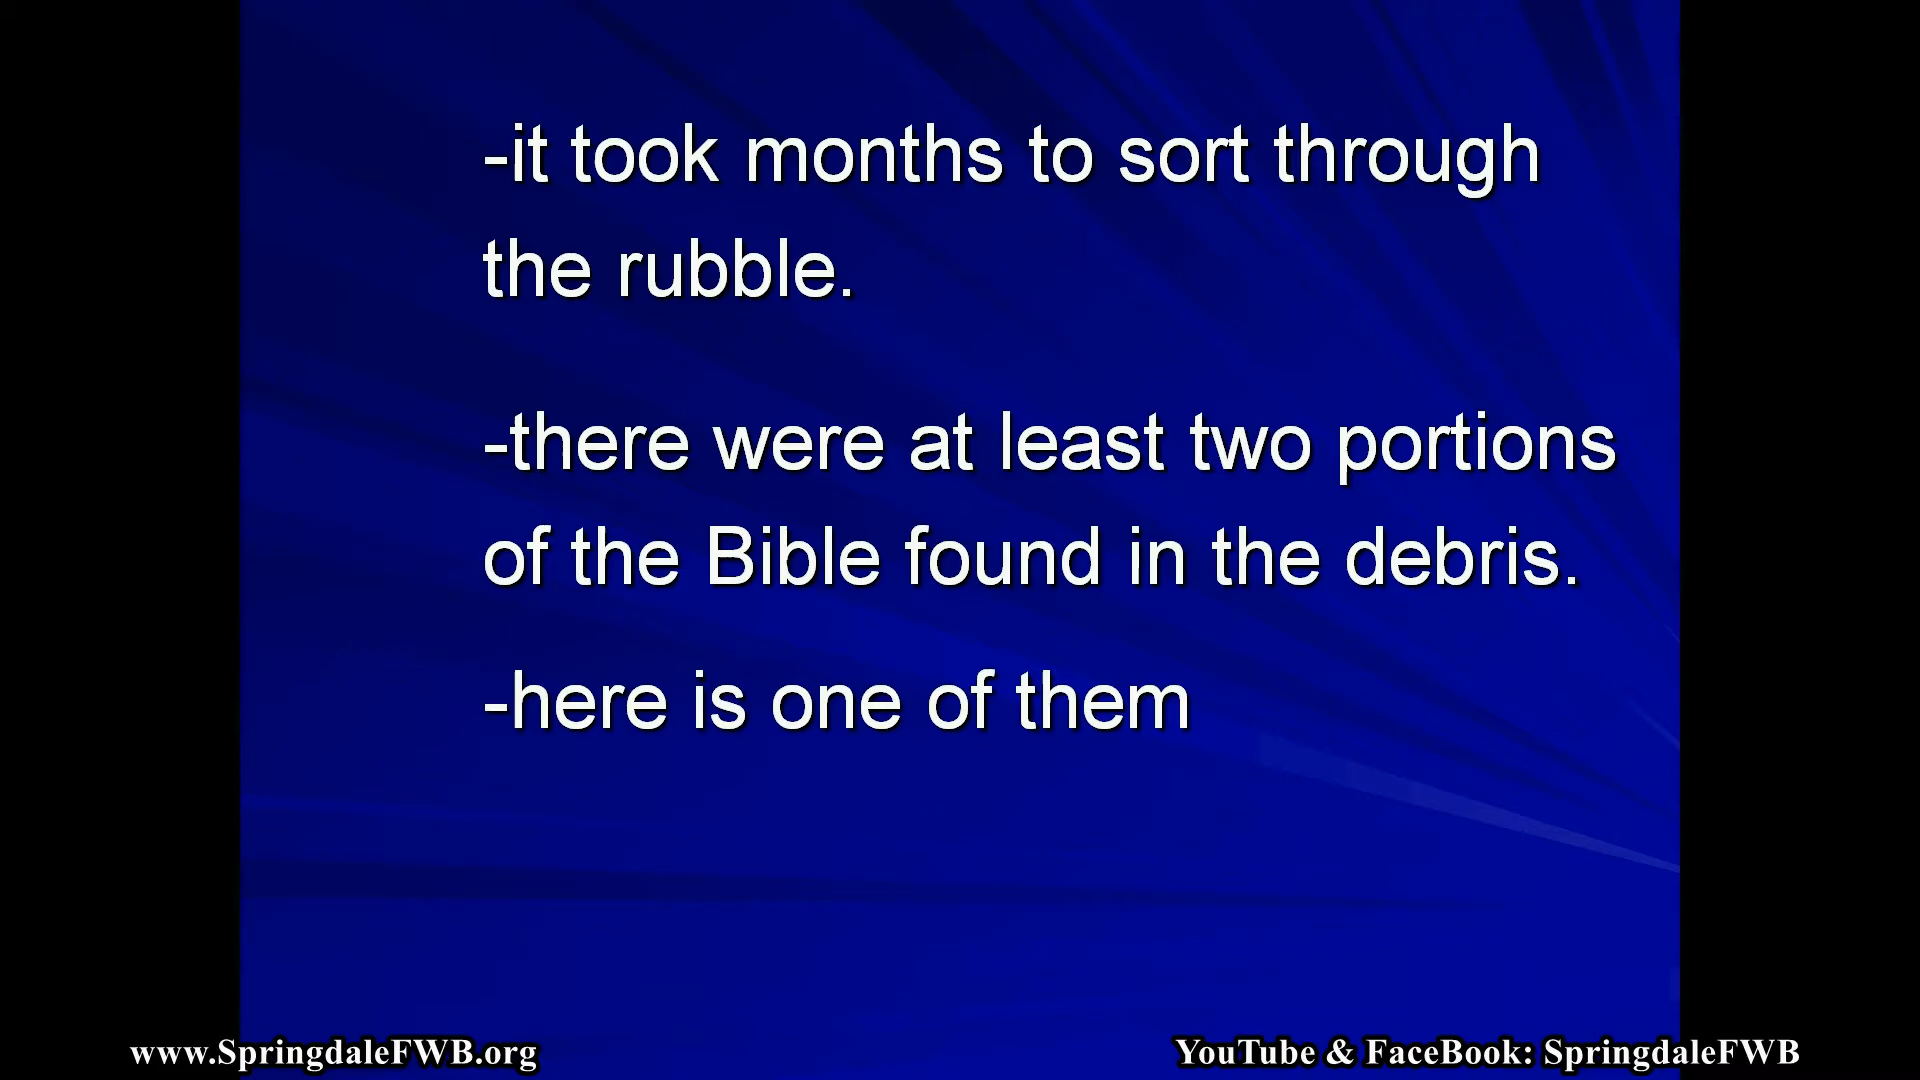 -it took months to sort through
the rubble.
-there were at least two portions
of the Bible found in the debris.
-here is one of them
www.SpringdaleFWB.org
YouTube & FaceBook: SpringdaleFWB